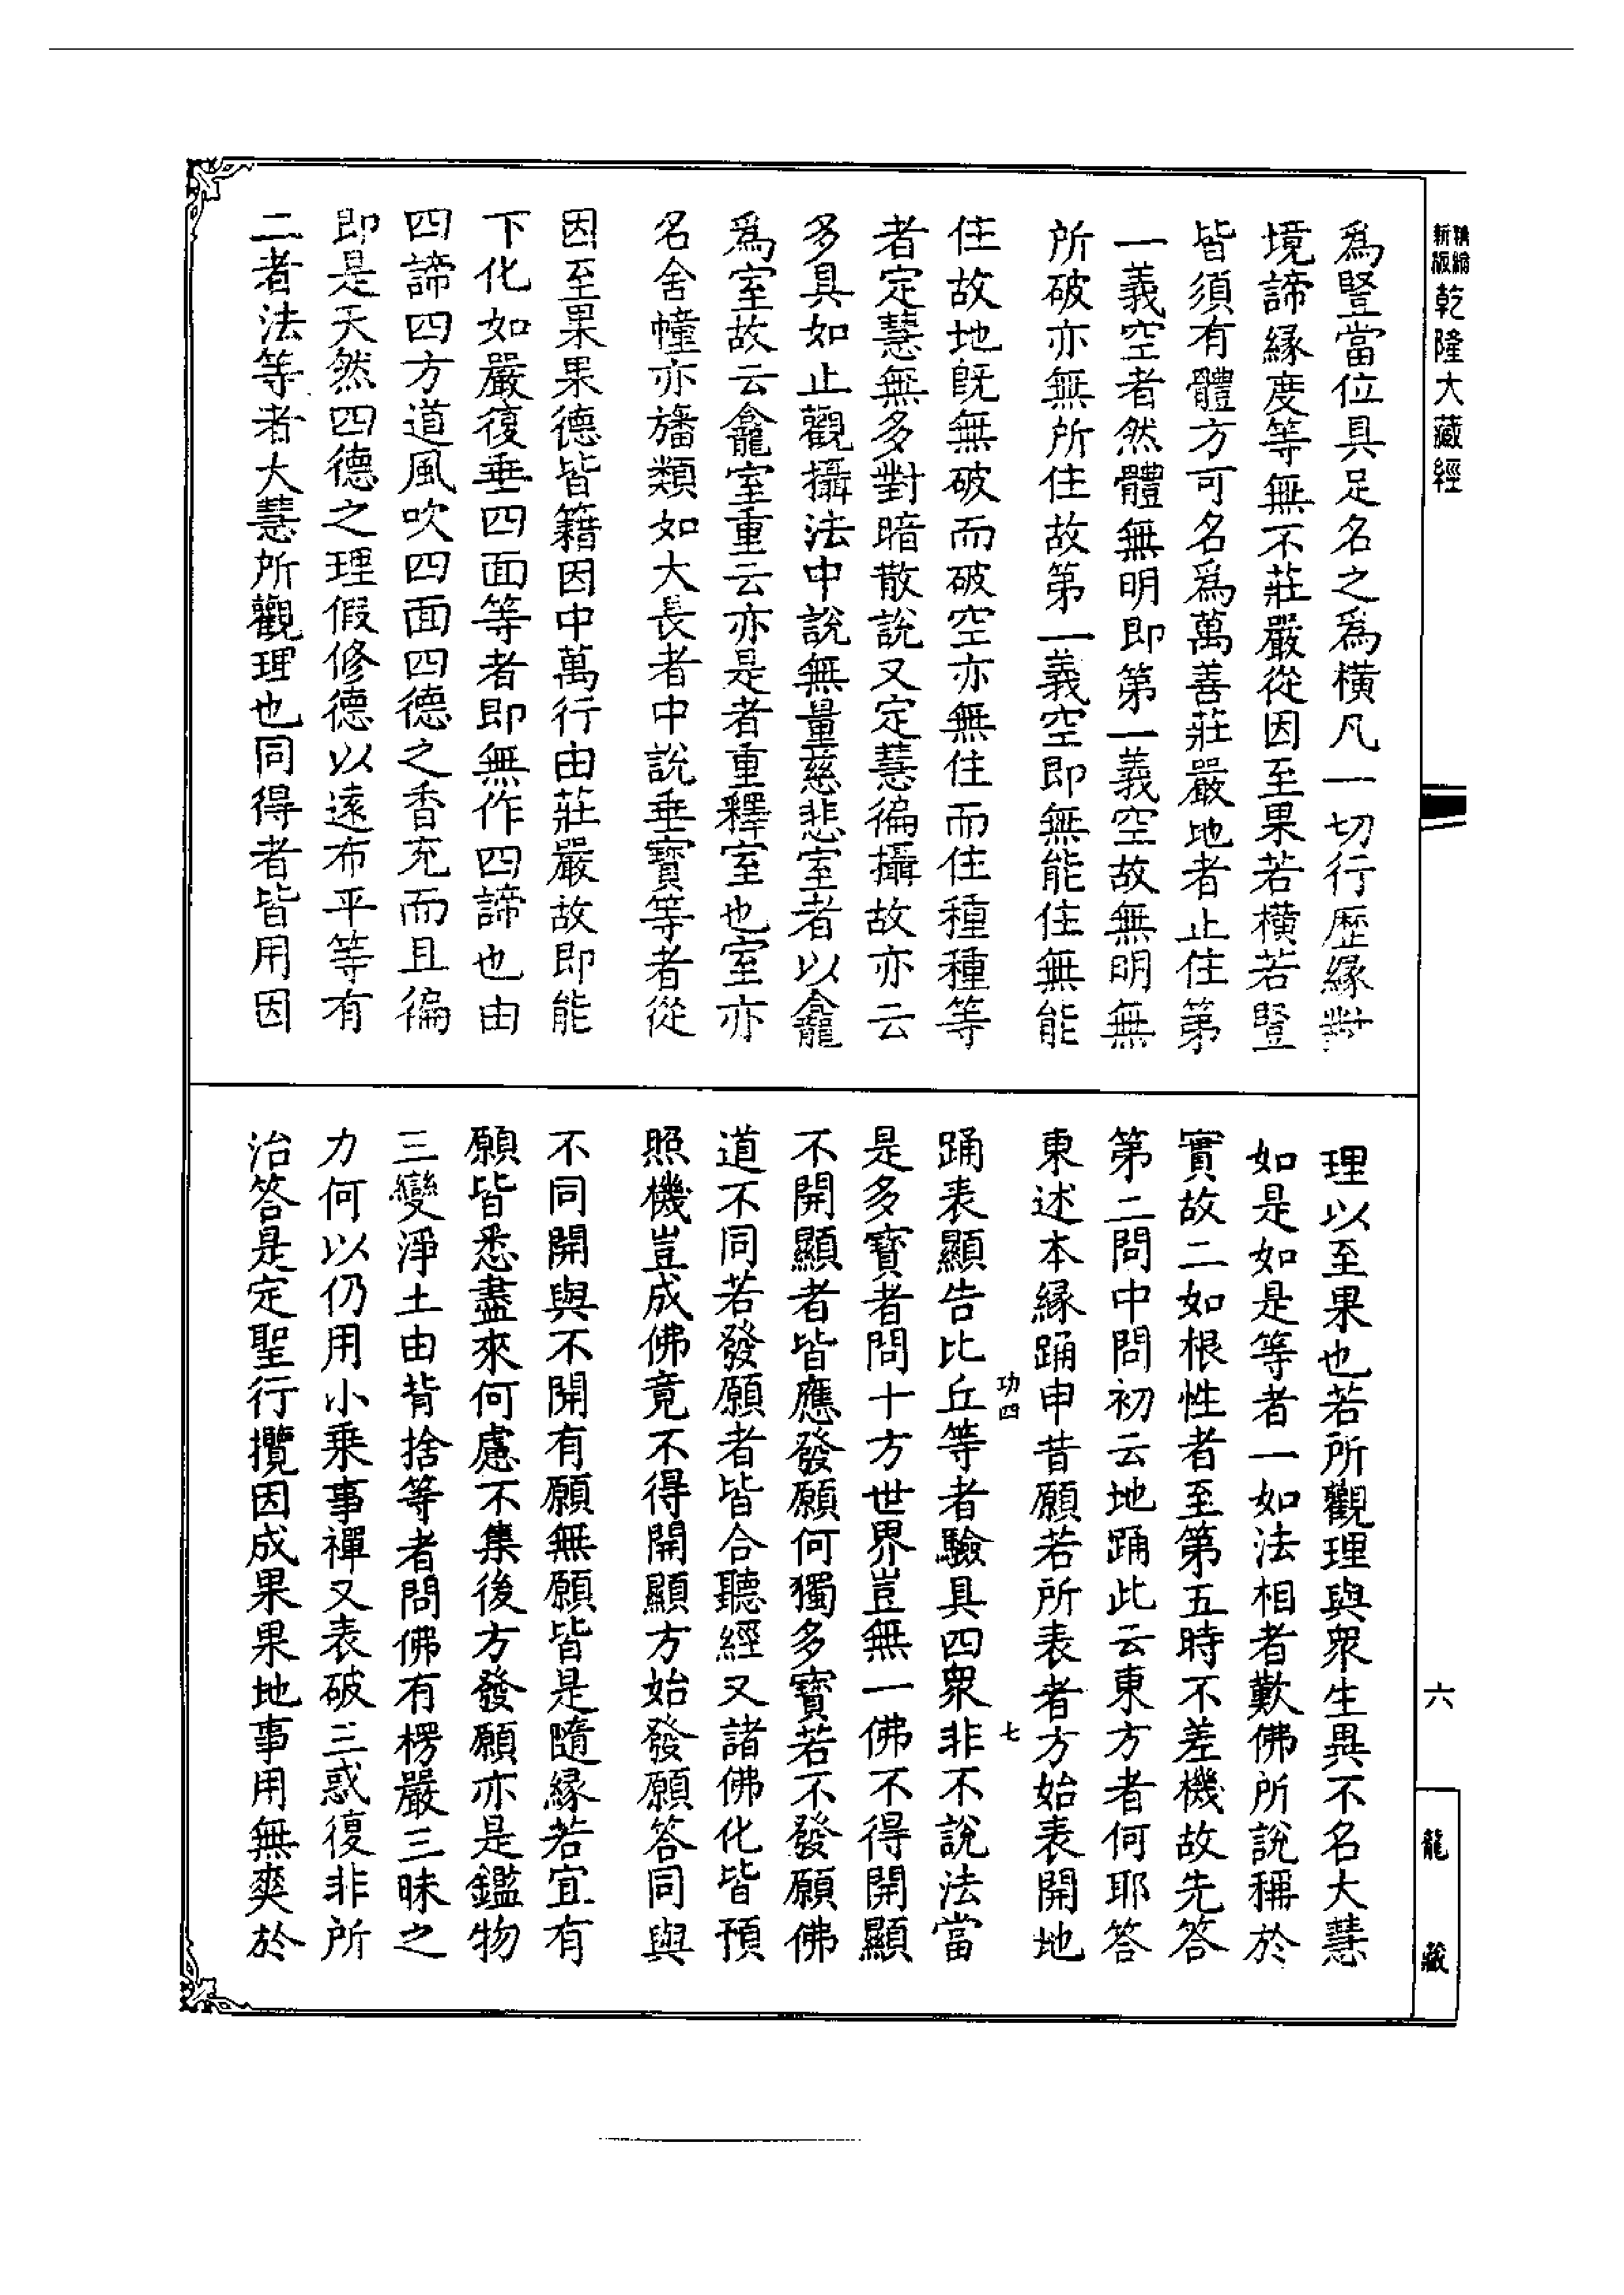 新版 精縮 乾隆大藏經
為豎當位具足名之為橫凡一切行歷緣對
境諦緣度等無不莊嚴從因至果若橫若豎
皆須有體方可名為萬善莊嚴地者止住第
一義空者然體無明即第一義空故無明無
所破亦無所住故第一義空即無能住無能
住故地既無破而破空亦無住而住種種等
者定慧無多對暗散說又定慧徧攝故亦云
多具如止觀攝法中說無量慈悲室者以龕
為室故云龕室重云亦是者重釋室也室亦
名舍幢亦旛類如大長者中說垂寶等者從
因至果果德皆籍因中萬行由莊嚴故即能
下化如嚴復垂四面等者即無作四諦也由
四諦四方道風吹四面四德之香充而且徧
即是天然四德之理假修德以遠布平等有
二者法等者大慧所觀理也同得者皆用因
理以至果也若所觀理與衆生異不名大慧
如是如是等者一如法相者歎佛所說稱於
實故二如根性者至第五時不差機故先答
第二問中問初云地踊此云東方者何耶答
東述本緣踊申昔願若所表者方始表開地
功四
七
踊表顯告比丘等者驗具四衆非不說法當
是多寶者問十方世界豈無一佛不得開顯
不開顯者皆應發願何獨多寶若不發願佛
道不同若發願者皆合聽經又諸佛化皆預
照機豈成佛竟不得開顯方始發願答同與
不同開與不開有願無願皆是隨緣若宜有
願皆悉盡來何慮不集後方發願亦是鑑物
三變淨土由背捨等者問佛有楞嚴三昧之
力何以仍用小乘事禪又表破三惑復非所
治答是定聖行攬因成果果地事用無爽於
六
龍藏